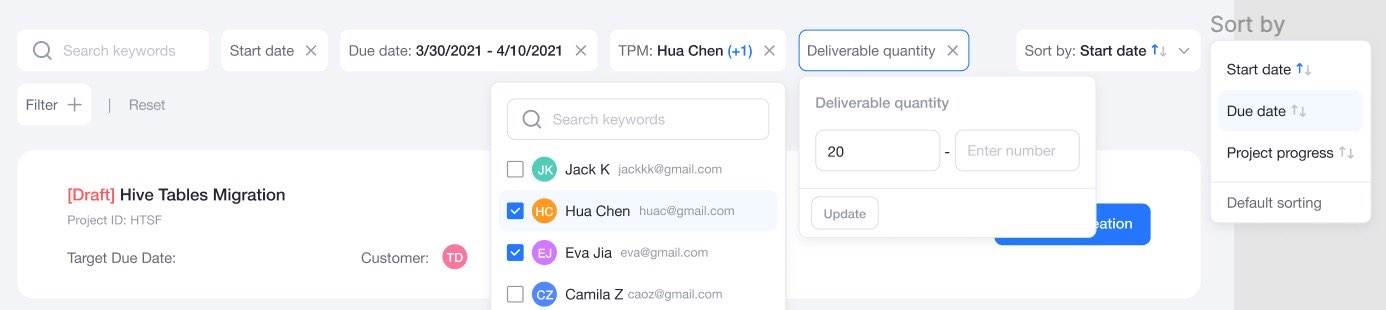 Search keywords
Start date
Due date: 3/30/2021 - 4/10/2021
TPM: Hua Chen (+1)
Deliverable quantity
Sort by: Start date
Filter
Reset
[Draft] Hive Tables Migration
Project ID: HTSF
Target Due Date:
Customer: TD
Search keywords
JK Jack K jackkk@gmail.com
HC Hua Chen huac@gmail.com
EJ Eva Jia eva@gmail.com
CZ Camila Z caoz@gmail.com
Deliverable quantity
20 - Enter number
Update
eation
Sort by
Start date
Due date
Project progress
Default sorting